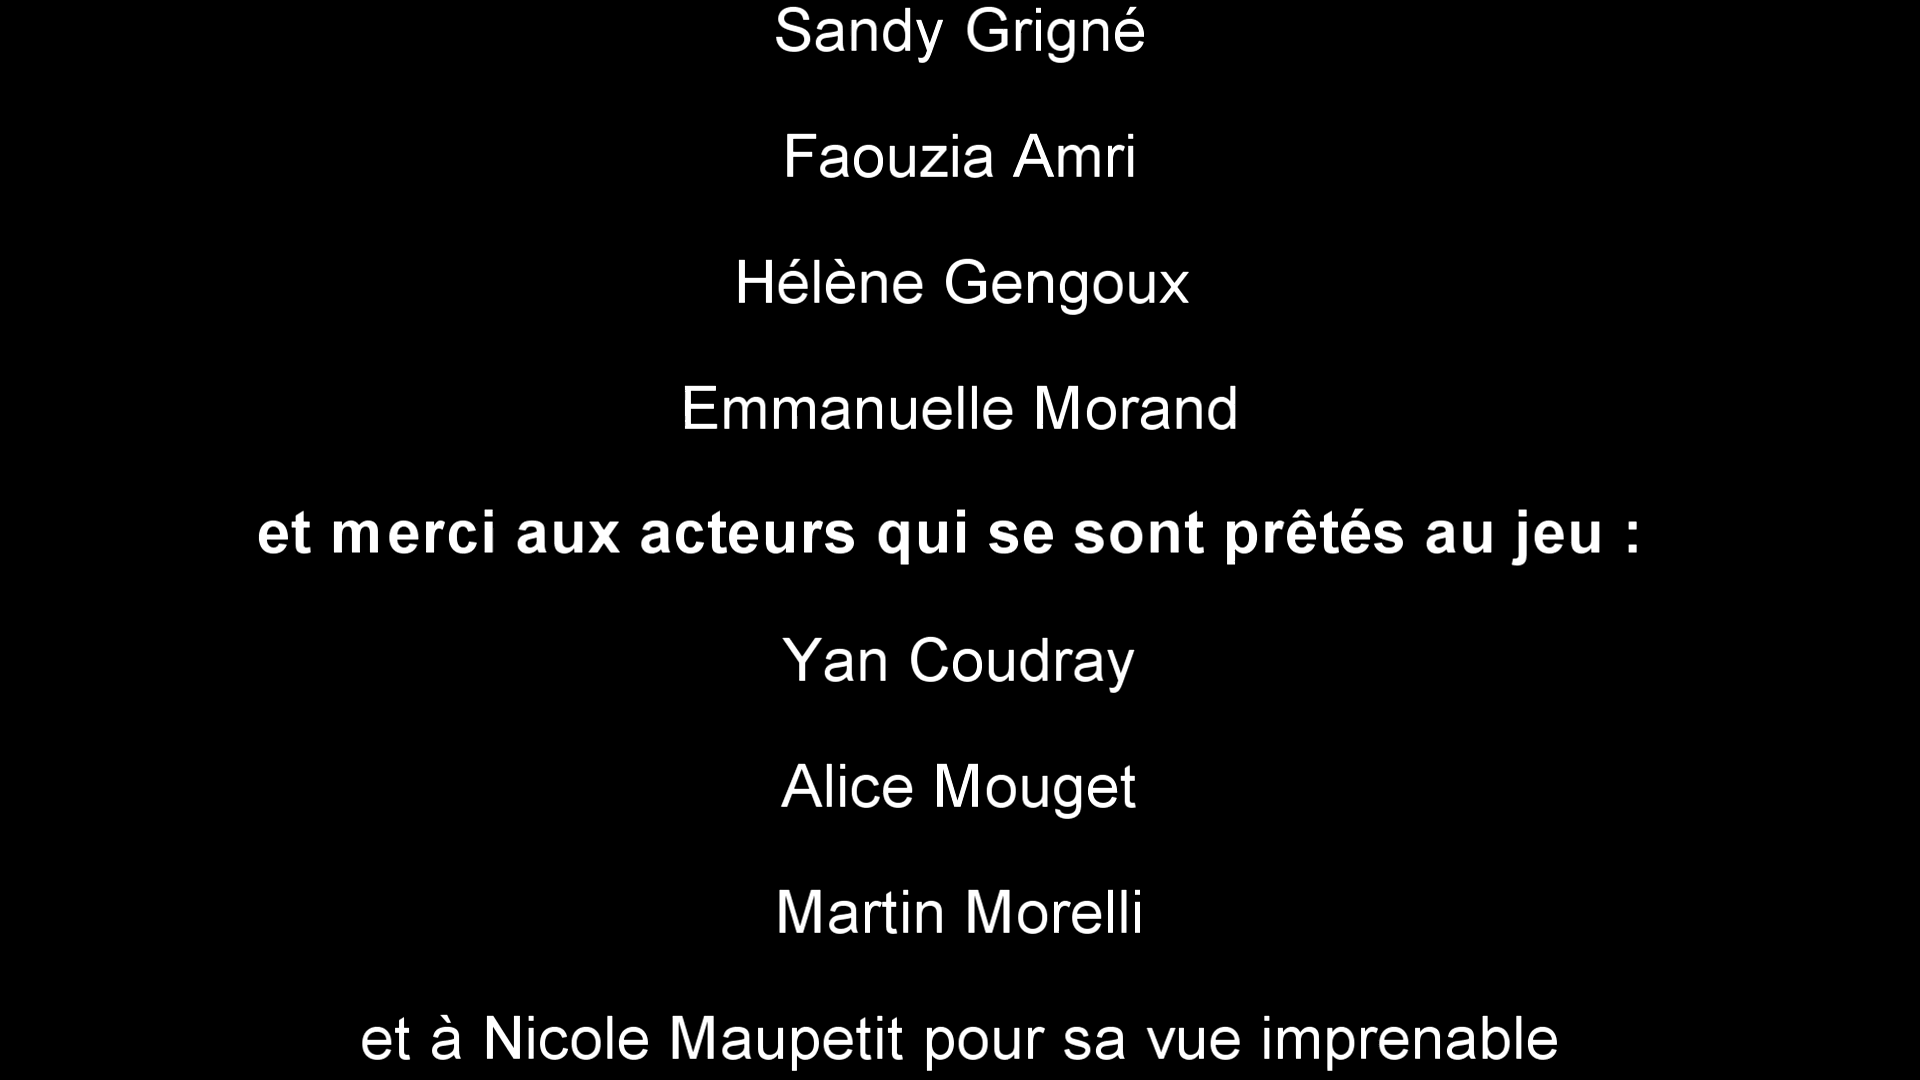 Sandy Grigné
Faouzia Amri
Hélène Gengoux
Emmanuelle Morand
et merci aux acteurs qui se sont prêtés au jeu :
Yan Coudray
Alice Mouget
Martin Morelli
et à Nicole Maupetit pour sa vue imprenable